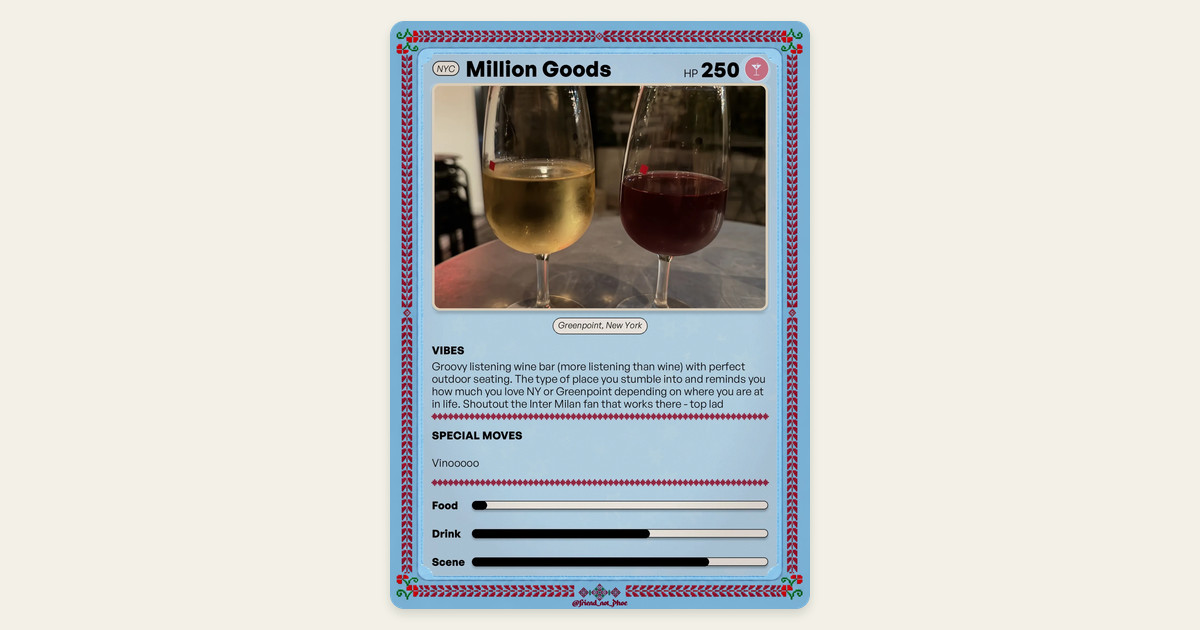 NYC Million Goods HP 250
Greenpoint, New York
VIBES
Groovy listening wine bar (more listening than wine) with perfect
outdoor seating. The type of place you stumble into and reminds you
how much you love NY or Greenpoint depending on where you are at
in life. Shoutout the Inter Milan fan that works there - top lad
SPECIAL MOVES
Vinooooo
Food
Drink
Scene
@friend_not_phoe